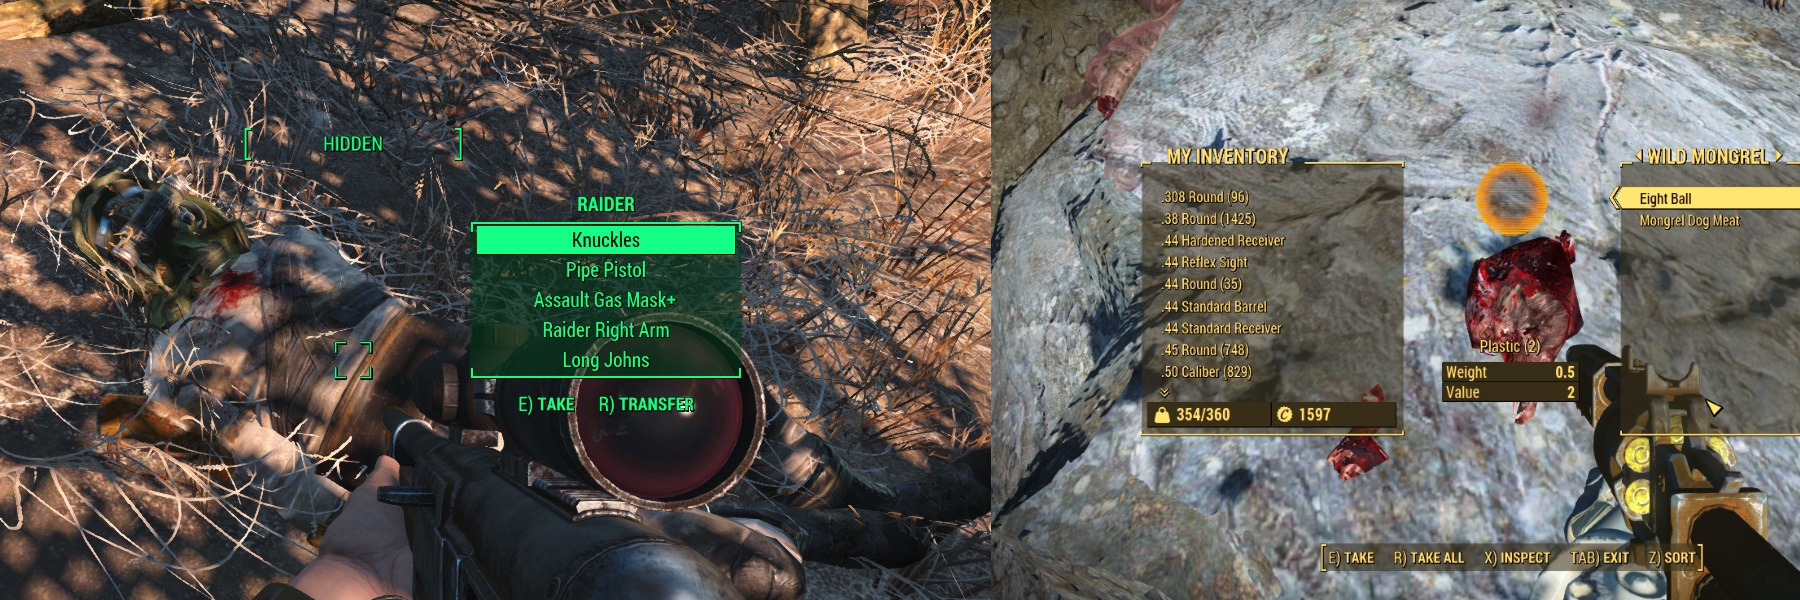 HIDDEN
RAIDER
Knuckles
Pipe Pistol
Assault Gas Mask+
Raider Right Arm
Long Johns
E) TAKE R) TRANSFER
MY INVENTORY
.308 Round (96)
.38 Round (1425)
.44 Hardened Receiver
.44 Reflex Sight
.44 Round (35)
.44 Standard Barrel
.44 Standard Receiver
.45 Round (748)
.50 Caliber (829)
354/360 1597
Plastic (2)
Weight 0.5
Value 2
WILD MONGREL
Eight Ball
Mongrel Dog Meat
E) TAKE R) TAKE ALL X) INSPECT TAB) EXIT Z) SORT